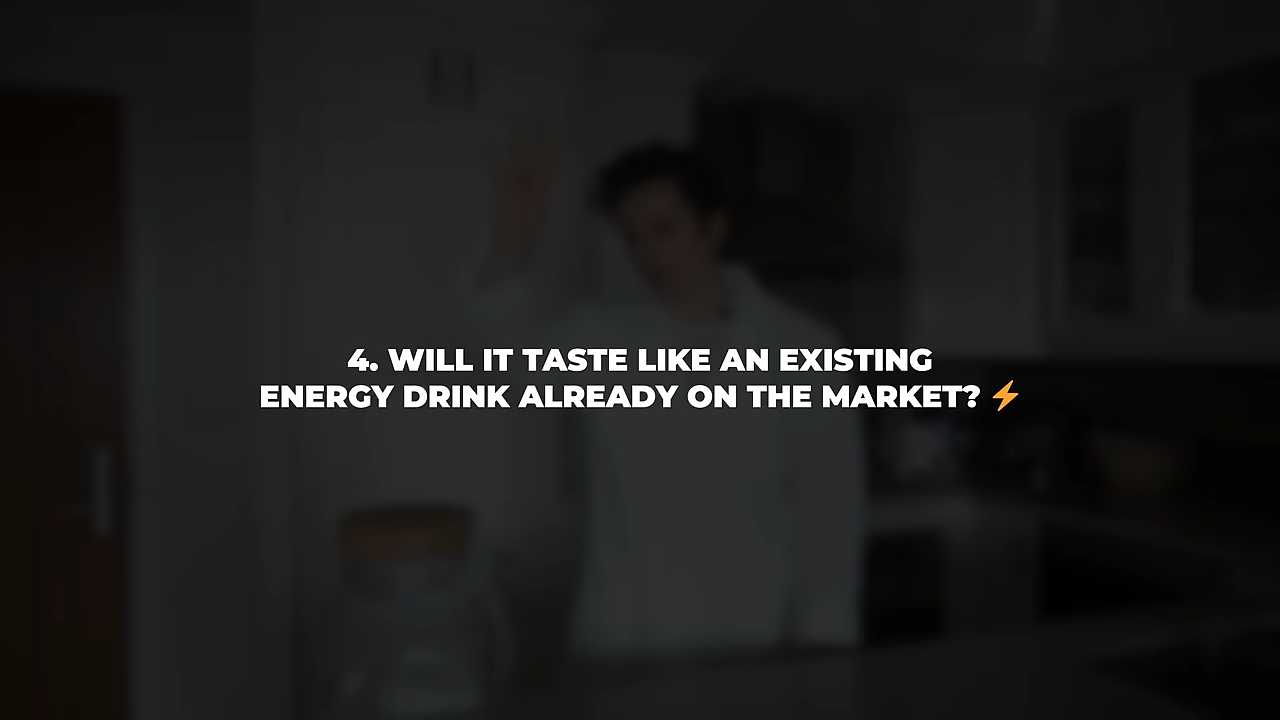 4. WILL IT TASTE LIKE AN EXISTING
ENERGY DRINK ALREADY ON THE MARKET? ⚡